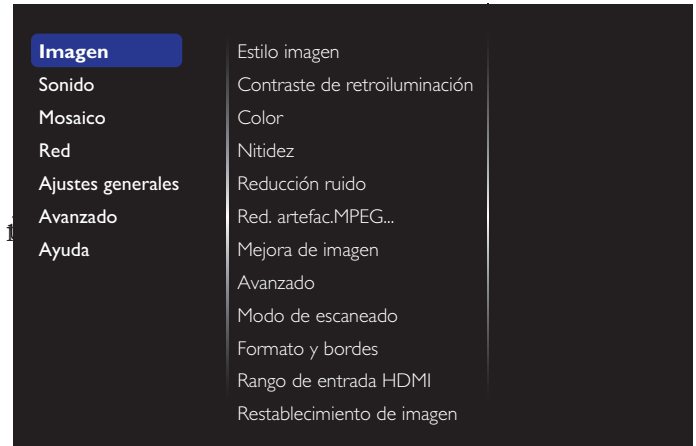 Imagen
Sonido
Mosaico
Red
Ajustes generales
Avanzado
Ayuda
Estilo imagen
Contraste de retroiluminación
Color
Nitidez
Reducción ruido
Red. artefac.MPEG...
Mejora de imagen
Avanzado
Modo de escaneado
Formato y bordes
Rango de entrada HDMI
Restablecimiento de imagen